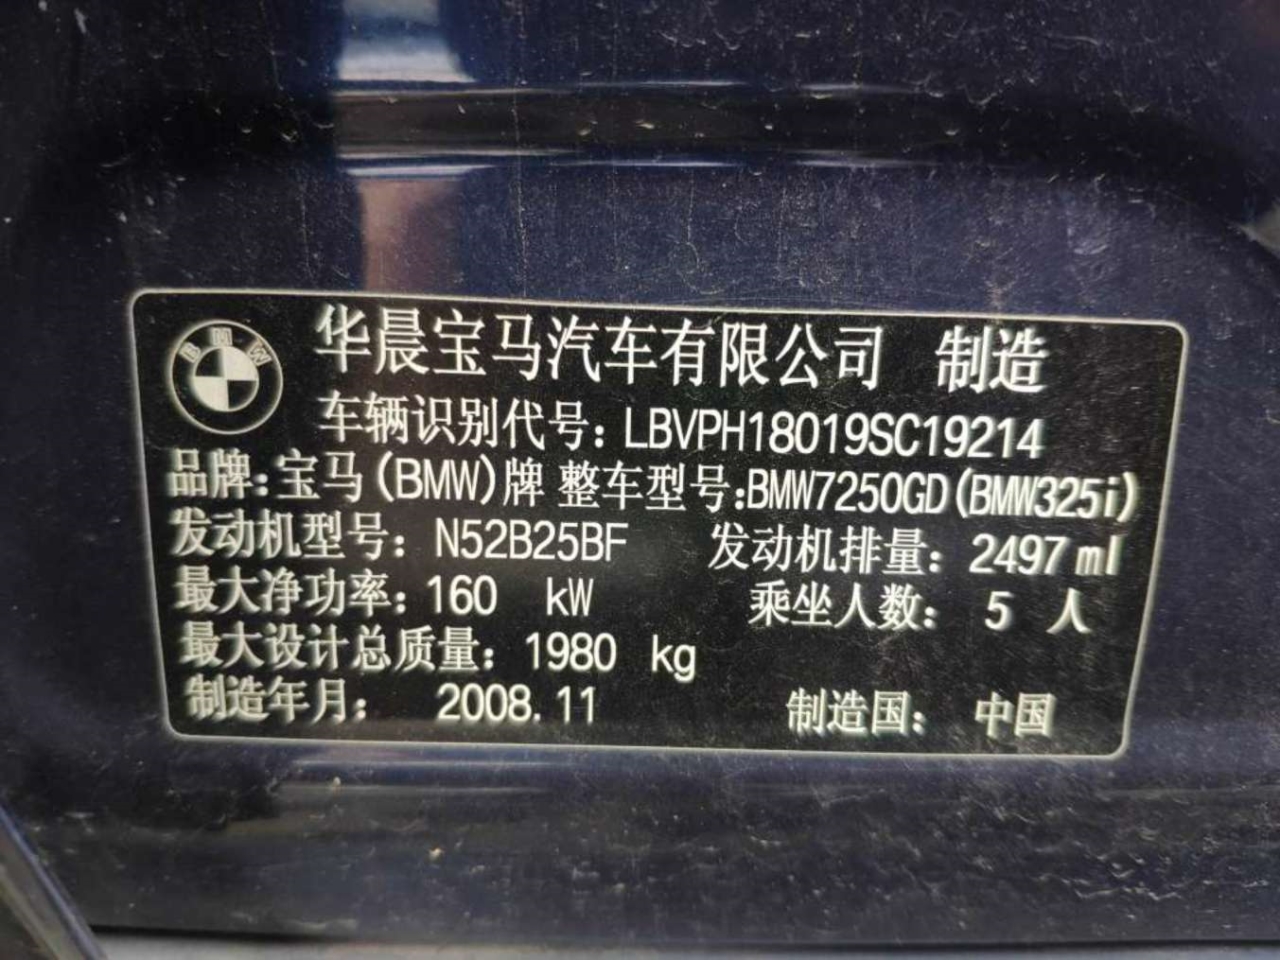 BMW
华晨宝马汽车有限公司 制造
车辆识别代号：LBVPH18019SC19214
品牌：宝马(BMW)牌 整车型号：BMW7250GD(BMW325i)
发动机型号：N52B25BF 发动机排量：2497ml
最大净功率：160 kW 乘坐人数：5 人
最大设计总质量：1980 kg
制造年月：2008.11 制造国：中国